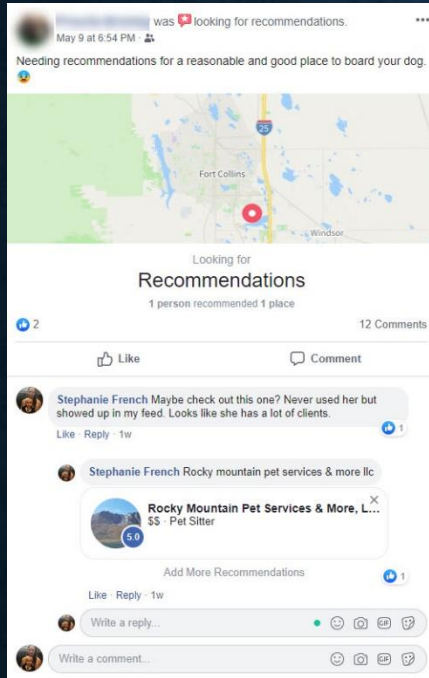 was looking for recommendations.
May 9 at 6:54 PM ·
Needing recommendations for a reasonable and good place to board your dog.
25
Fort Collins
Windsor
Looking for
Recommendations
1 person recommended 1 place
2
12 Comments
Like
Comment
Stephanie French Maybe check out this one? Never used her but
showed up in my feed. Looks like she has a lot of clients.
1
Like · Reply · 1w
Stephanie French Rocky mountain pet services & more llc
Rocky Mountain Pet Services & More, L...
$$ · Pet Sitter
5.0
Add More Recommendations
1
Like · Reply · 1w
Write a reply...
GIF
Write a comment...
GIF